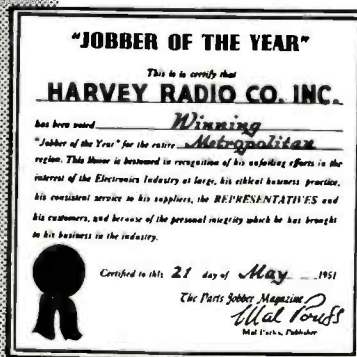 "JOBBER OF THE YEAR"
This is to certify that
HARVEY RADIO CO. INC.
has been voted Winning
"Jobber of the Year" for the entire Metropolitan
region. This Honor is bestowed in recognition of his unfailing efforts in the
interest of the Electronics Industry at large, his ethical business practice,
his consistent service to his suppliers, the REPRESENTATIVES and
his customers, and because of the personal integrity which he has brought
to his business in the industry.
Certified to this 21 day of May 1951
The Parts Jobber Magazine
Mal Parks, Publisher